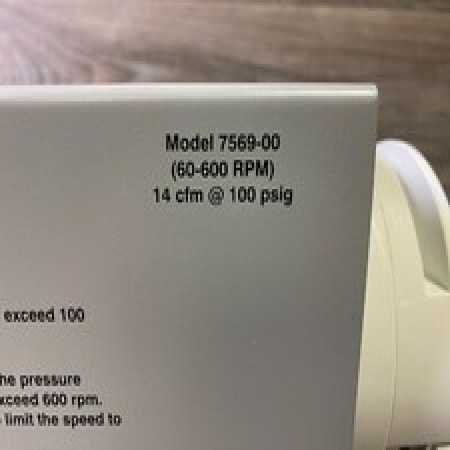 Model 7569-00
(60-600 RPM)
14 cfm @ 100 psig
exceed 100
he pressure
xceed 600 rpm.
limit the speed to